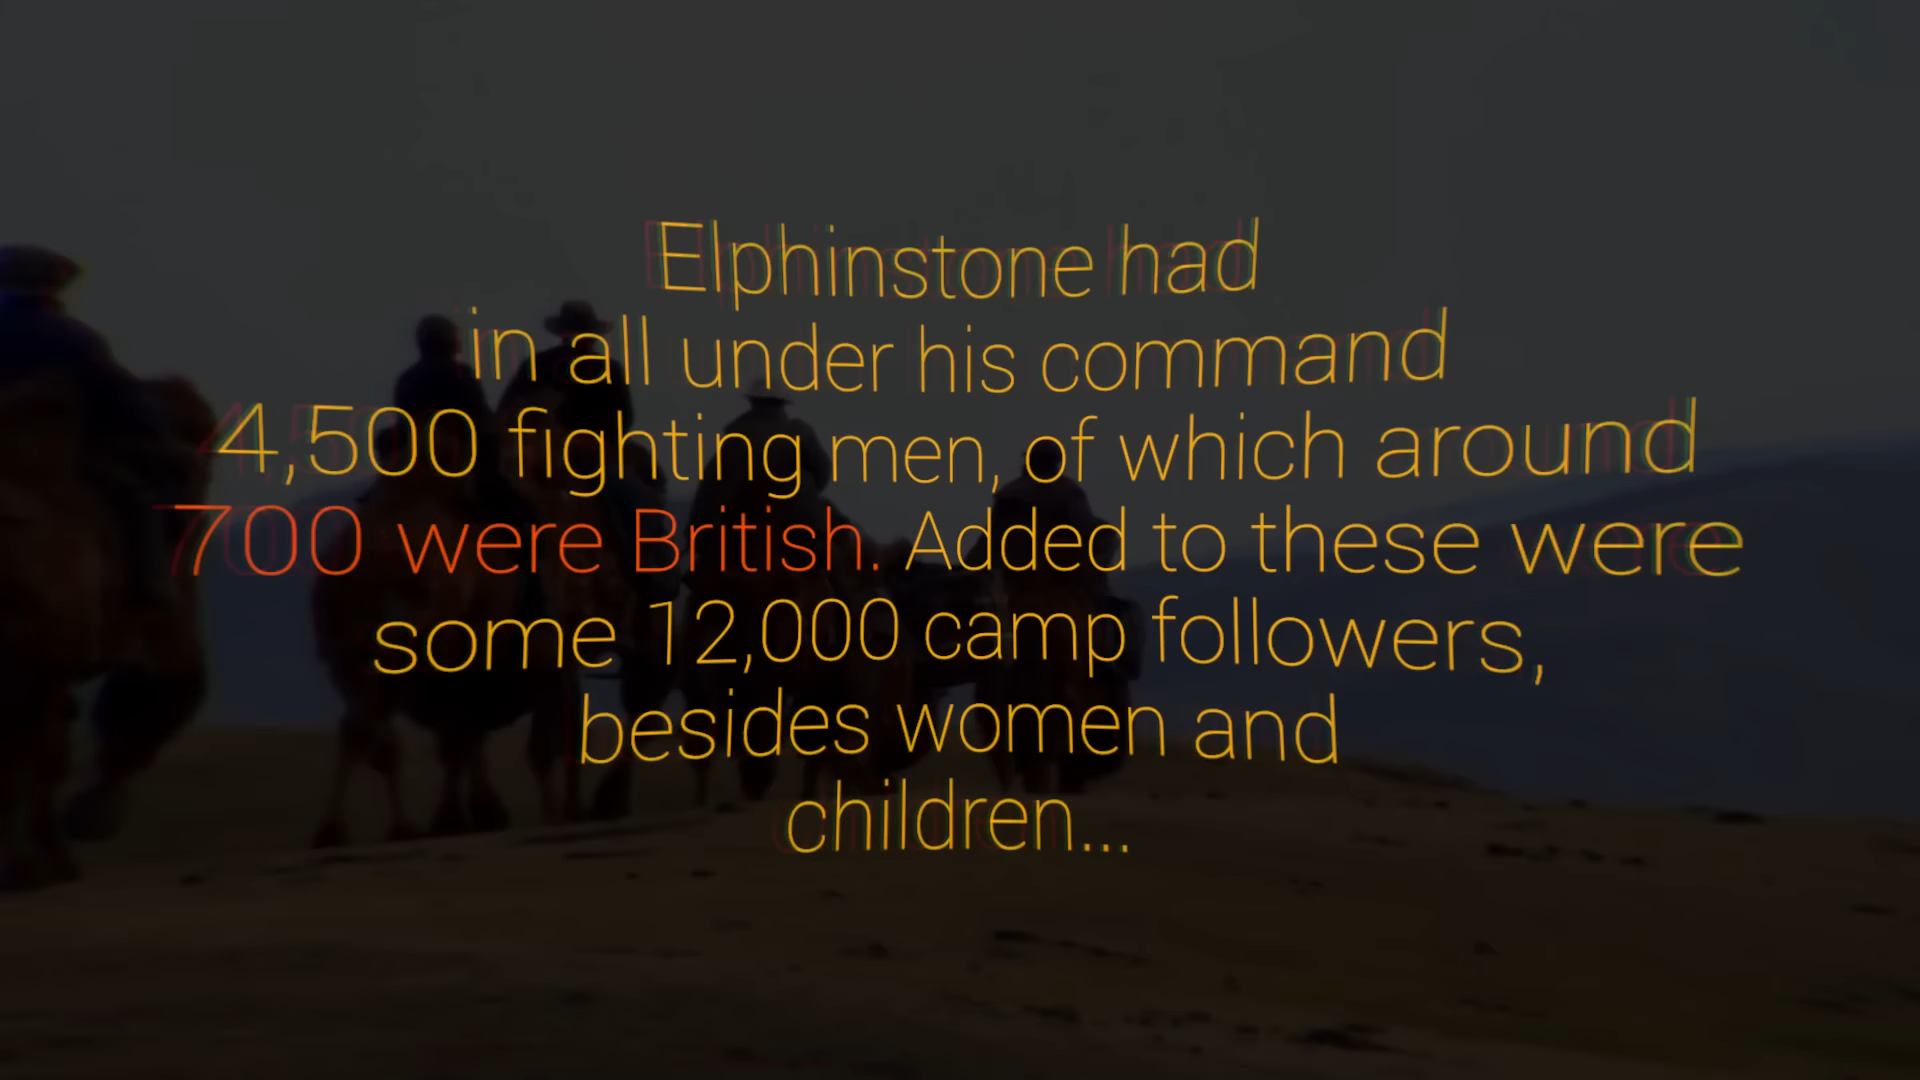 Elphinstone had
in all under his command
4,500 fighting men, of which around
700 were British. Added to these were
some 12,000 camp followers,
besides women and
children...